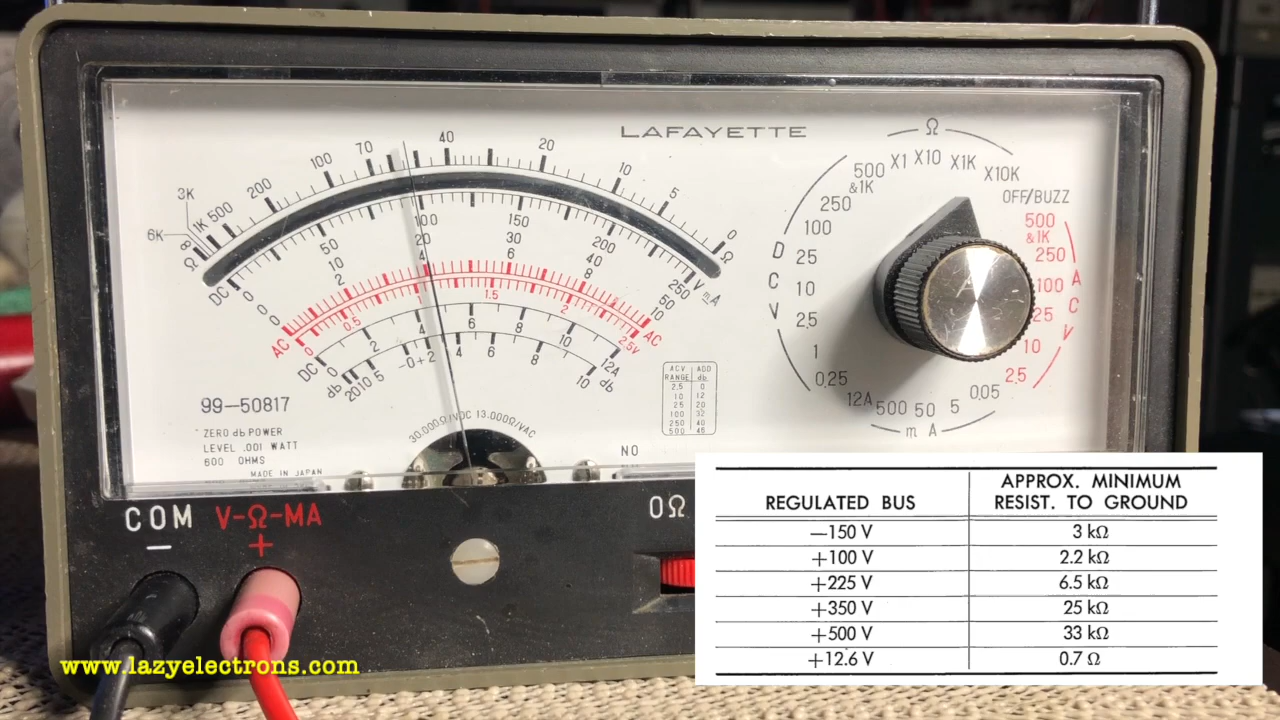 LAFAYETTE
Ω
100 70 40 20 10 5 0 Ω
3K
6K
Ω ∞ 1K 500 200
DC 0 50 100 150 200 250 V mA
0 10 20 30 40 50
0 2 4 6 8 10
AC AC
0 0.5 1 1.5 2 2.5V
DC 0 2 4 6 8 10 12A
db 20 10 5 -0+2 4 6 8 10 db
30.000Ω/VDC 13.000Ω/VAC
99-50817
ZERO db POWER
LEVEL .001 WATT
600 OHMS
MADE IN JAPAN
ACV ADD
RANGE db
2.5 0
10 12
25 20
100 32
250 40
500 46
NO
X1 X10 X1K X10K
OFF/BUZZ
DCV
500
&1K
250
100
25
10
2.5
1
0.25
12A
500 50 5 0.05
m A
ACV
500
&1K
250
100
25
10
2.5
COM V-Ω-MA
− +
0Ω
REGULATED BUS APPROX. MINIMUM RESIST. TO GROUND
−150 V 3 kΩ
+100 V 2.2 kΩ
+225 V 6.5 kΩ
+350 V 25 kΩ
+500 V 33 kΩ
+12.6 V 0.7 Ω
www.lazyelectrons.com